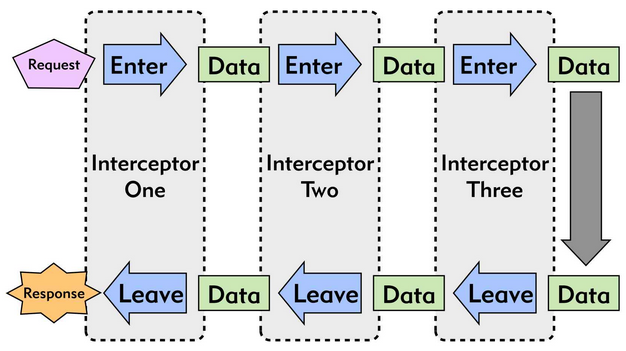 Request
Enter
Data
Enter
Data
Enter
Data
Interceptor
One
Interceptor
Two
Interceptor
Three
Response
Leave
Data
Leave
Data
Leave
Data